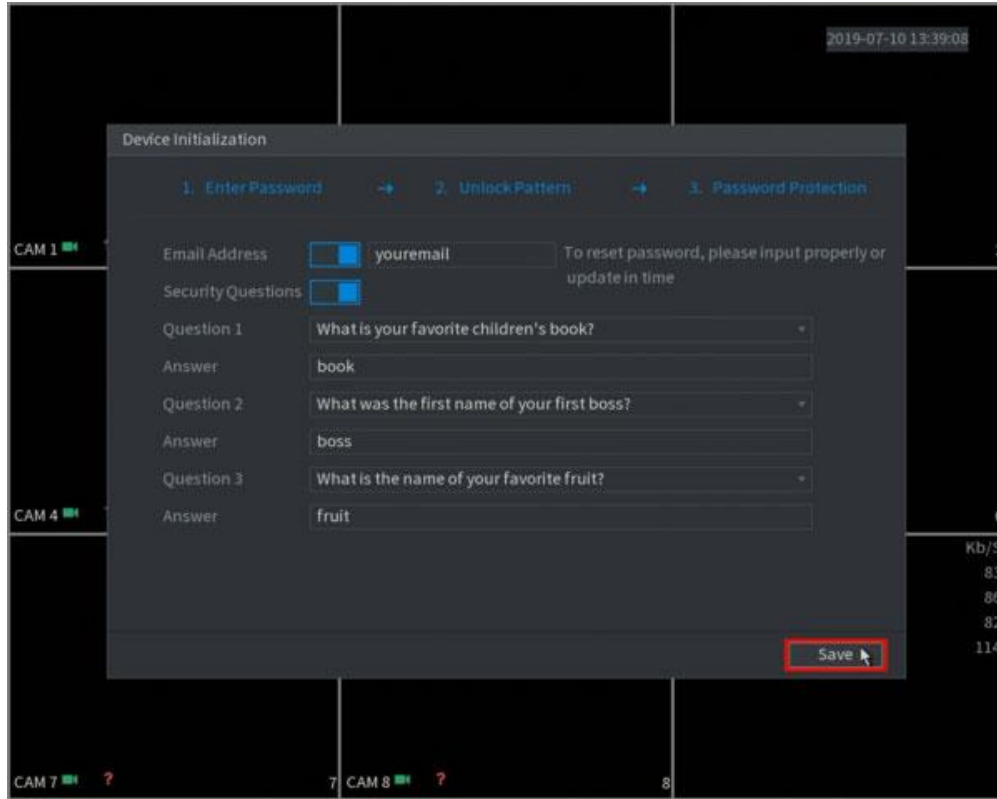 2019-07-10 13:39:08
Device Initialization
1. Enter Password → 2. Unlock Pattern → 3. Password Protection
CAM 1
Email Address youremail To reset password, please input properly or
update in time
Security Questions
Question 1 What is your favorite children's book?
Answer book
Question 2 What was the first name of your first boss?
Answer boss
Question 3 What is the name of your favorite fruit?
Answer fruit
CAM 4
Kb/S
Save
CAM 7 ? 7 CAM 8 ? 8